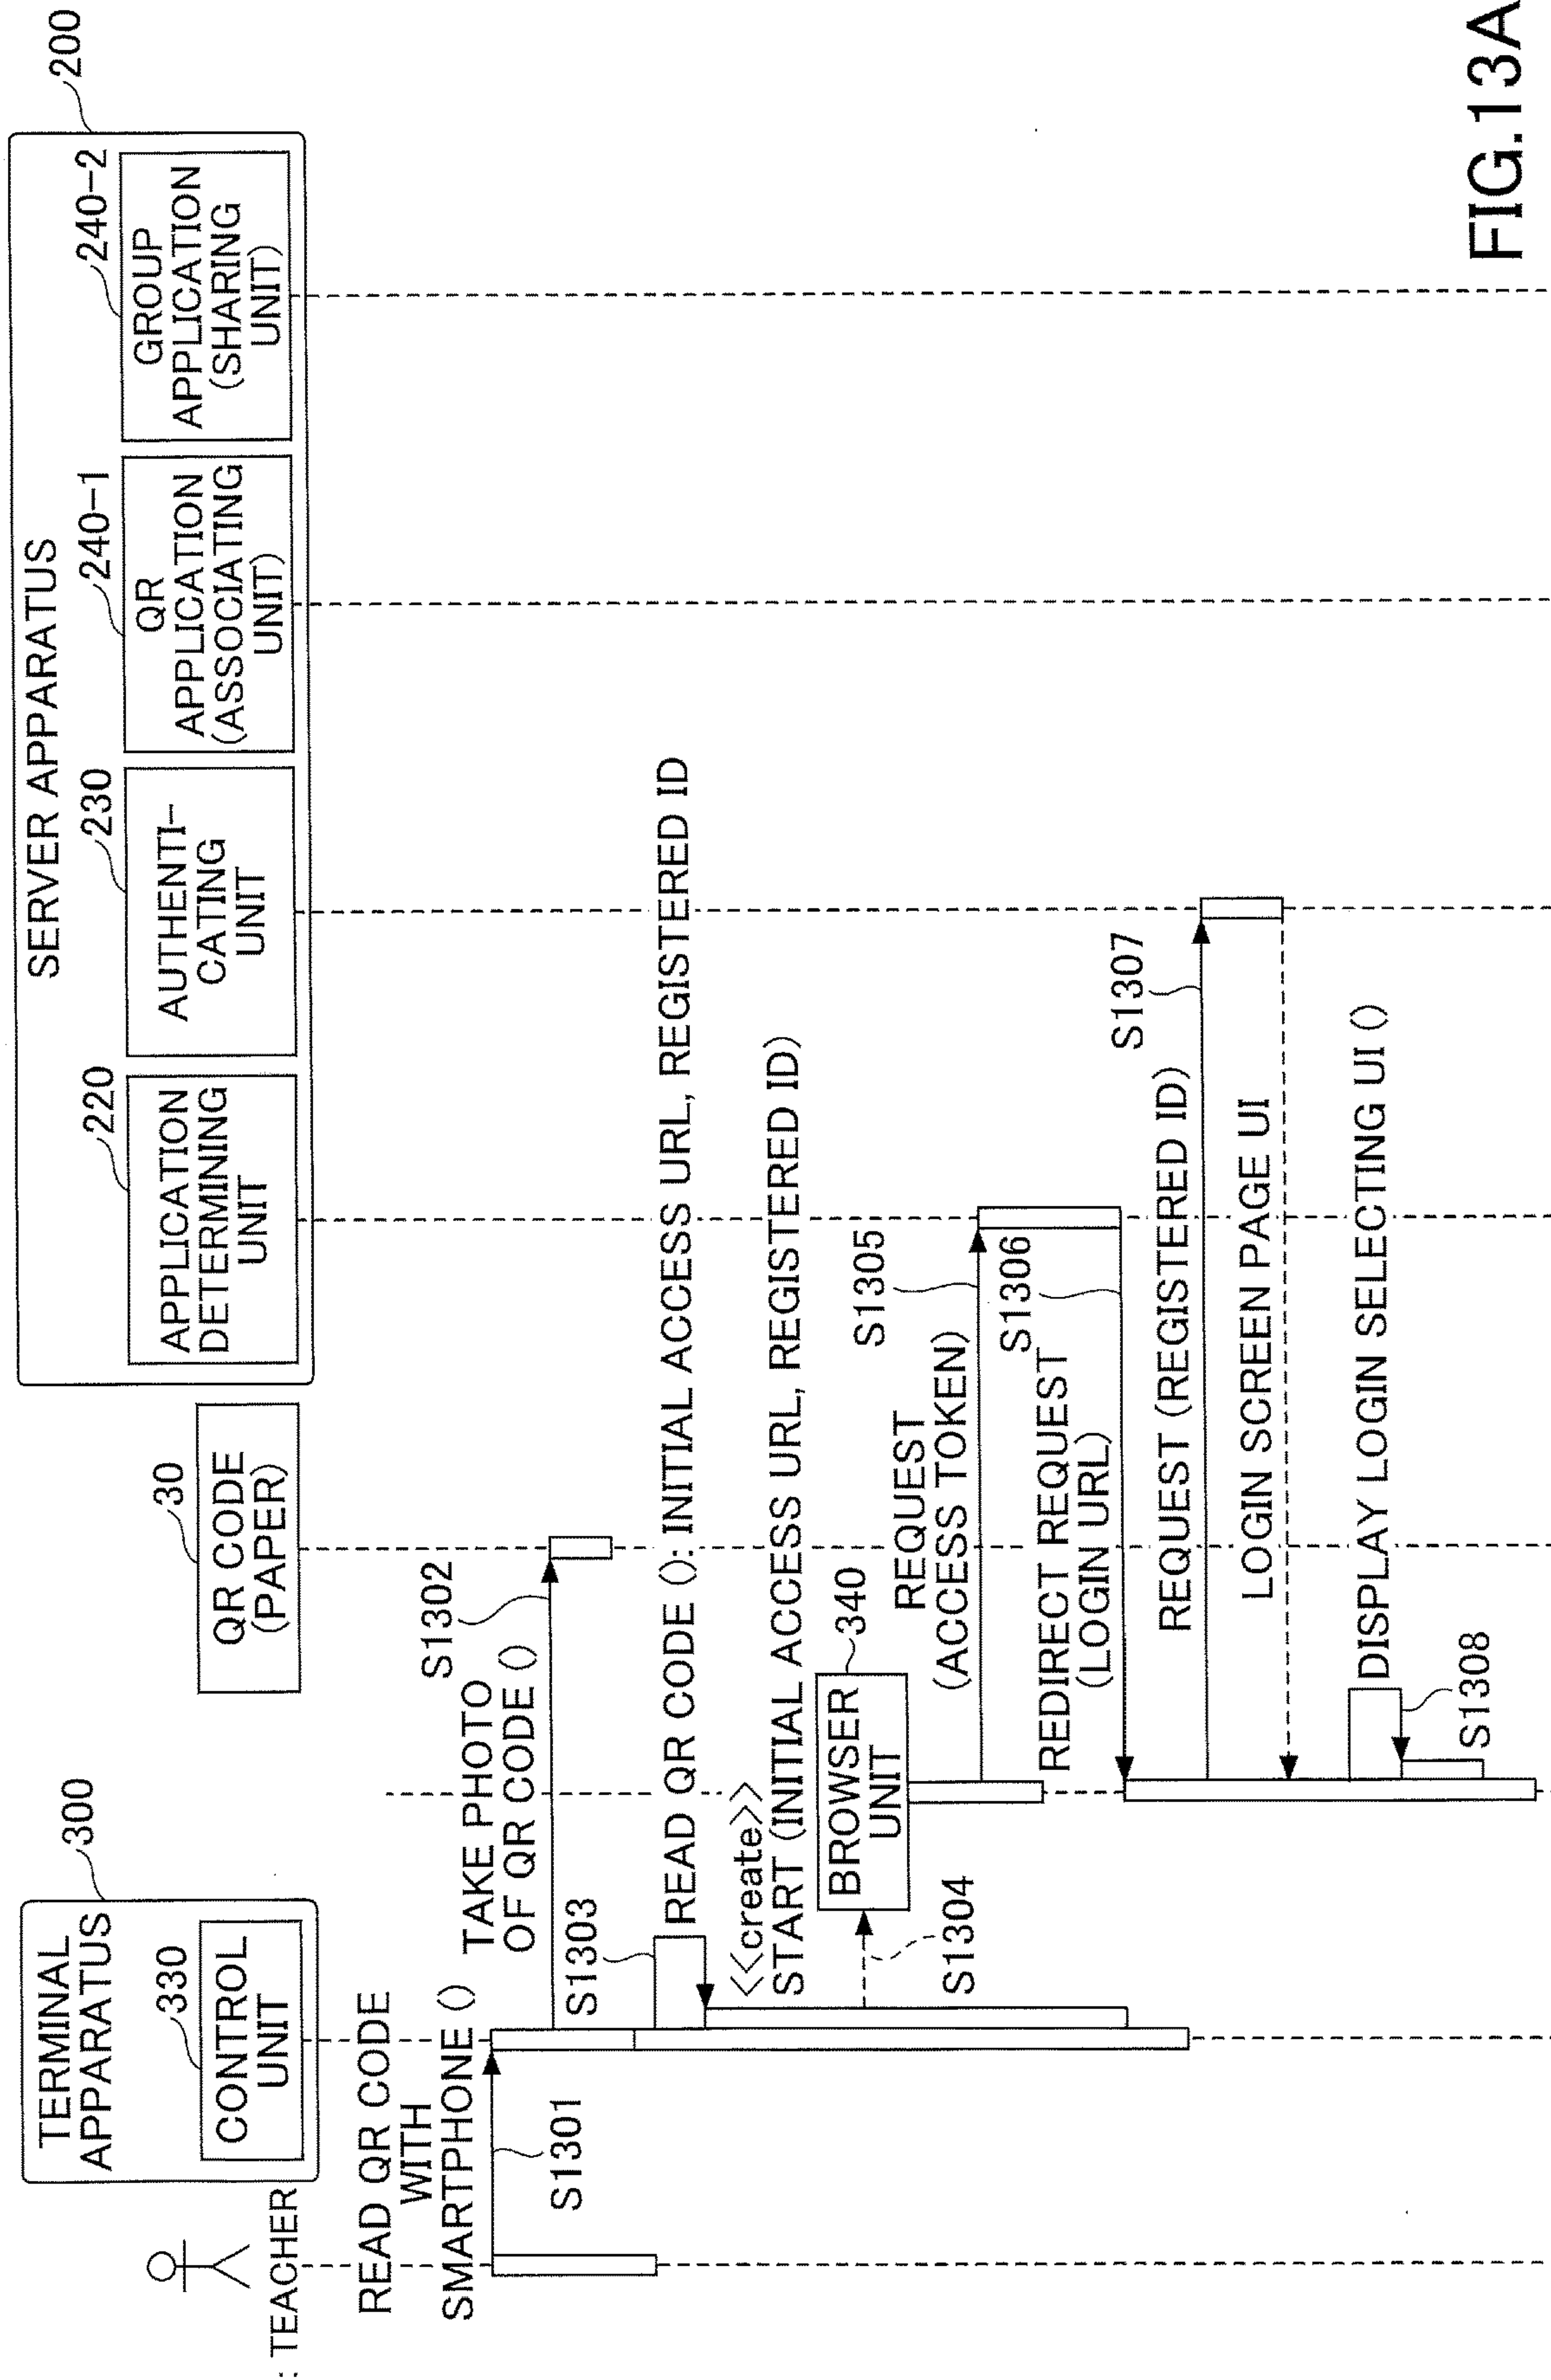 : TEACHER
TERMINAL
APPARATUS
300
330
CONTROL
UNIT
30
QR CODE
(PAPER)
SERVER APPARATUS
200
220
APPLICATION
DETERMINING
UNIT
230
AUTHENTI-
CATING
UNIT
240-1
QR
APPLICATION
(ASSOCIATING
UNIT)
240-2
GROUP
APPLICATION
(SHARING
UNIT)
READ QR CODE
WITH
SMARTPHONE ()
S1301
TAKE PHOTO
OF QR CODE ()
S1302
S1303
READ QR CODE (): INITIAL ACCESS URL, REGISTERED ID
<<create>>
START (INITIAL ACCESS URL, REGISTERED ID)
S1304
BROWSER
UNIT
340
REQUEST
(ACCESS TOKEN)
S1305
REDIRECT REQUEST
(LOGIN URL)
S1306
REQUEST (REGISTERED ID)
S1307
LOGIN SCREEN PAGE UI
DISPLAY LOGIN SELECTING UI ()
S1308
FIG.13A